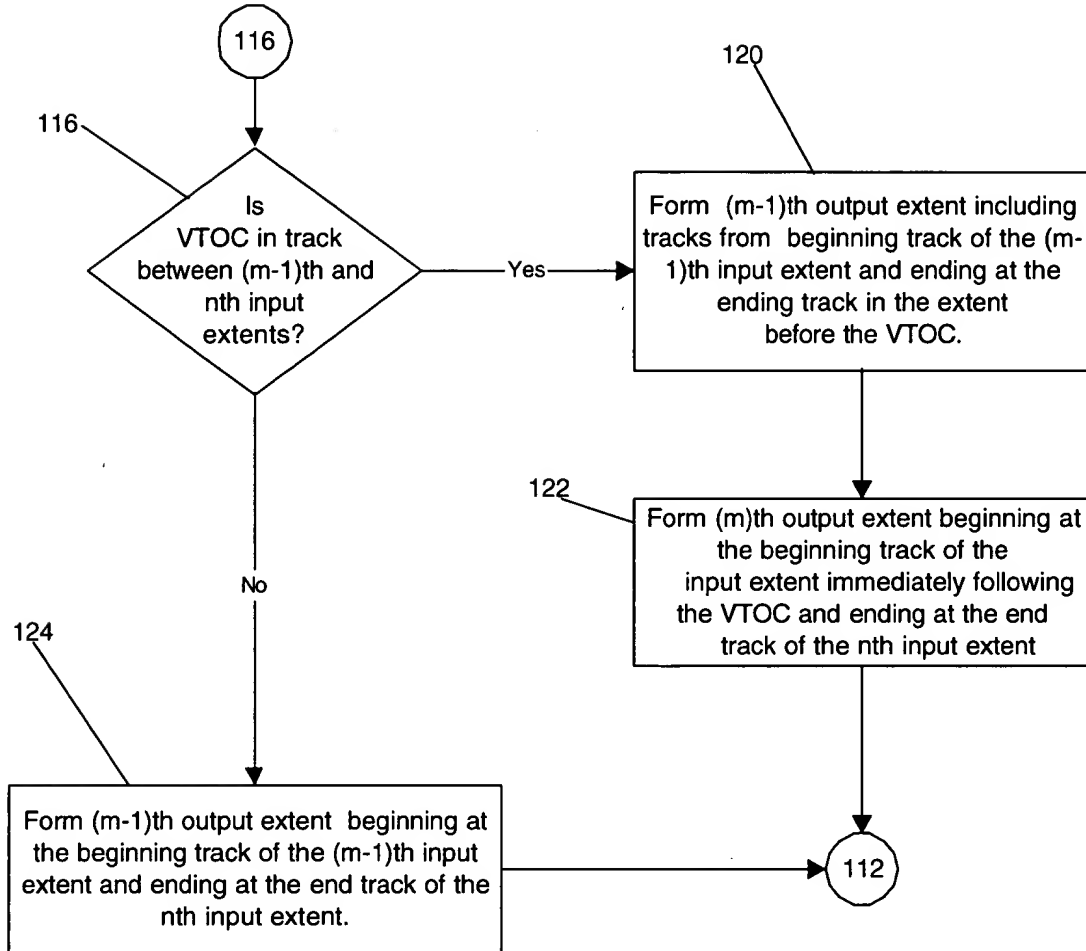 116
120
116
Is
VTOC in track
between (m-1)th and
nth input
extents?
Yes
Form (m-1)th output extent including
tracks from beginning track of the (m-
1)th input extent and ending at the
ending track in the extent
before the VTOC.
122
Form (m)th output extent beginning at
the beginning track of the
input extent immediately following
the VTOC and ending at the end
track of the nth input extent
No
124
Form (m-1)th output extent beginning at
the beginning track of the (m-1)th input
extent and ending at the end track of the
nth input extent.
112